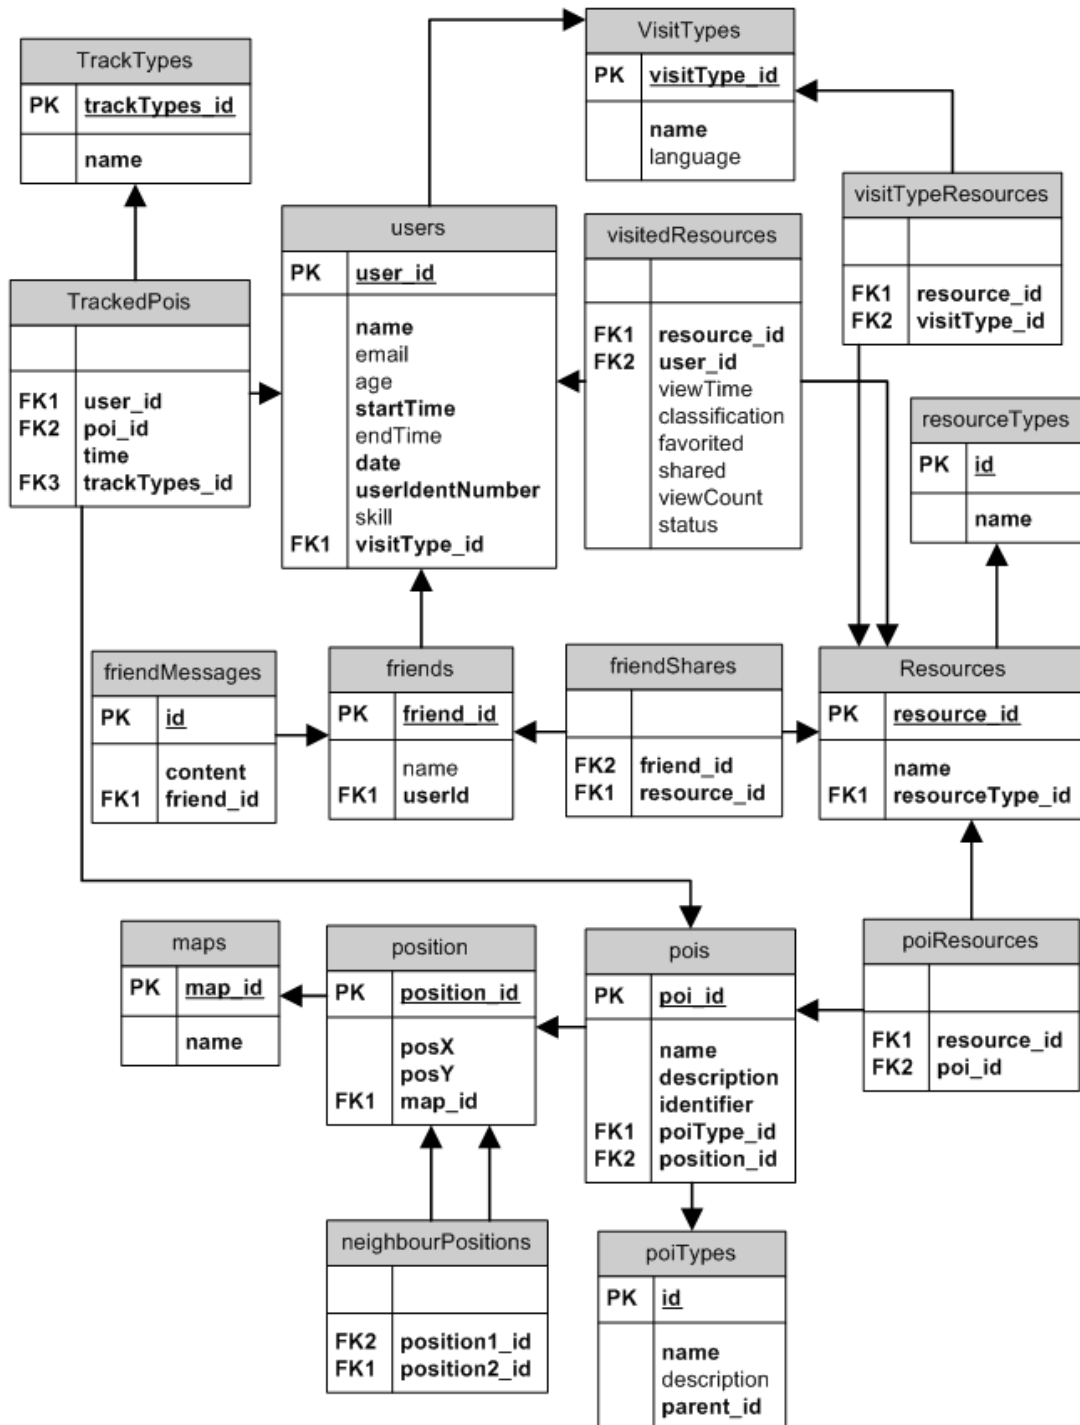 TrackTypes
PK trackTypes_id
name
VisitTypes
PK visitType_id
name
language
visitTypeResources
FK1 resource_id
FK2 visitType_id
users
PK user_id
name
email
age
startTime
endTime
date
userIdentNumber
skill
FK1 visitType_id
visitedResources
FK1 resource_id
FK2 user_id
viewTime
classification
favorited
shared
viewCount
status
TrackedPois
FK1 user_id
FK2 poi_id
time
FK3 trackTypes_id
resourceTypes
PK id
name
friendMessages
PK id
content
FK1 friend_id
friends
PK friend_id
name
FK1 userId
friendShares
FK2 friend_id
FK1 resource_id
Resources
PK resource_id
name
FK1 resourceType_id
maps
PK map_id
name
position
PK position_id
posX
posY
FK1 map_id
pois
PK poi_id
name
description
identifier
FK1 poiType_id
FK2 position_id
poiResources
FK1 resource_id
FK2 poi_id
neighbourPositions
FK2 position1_id
FK1 position2_id
poiTypes
PK id
name
description
parent_id